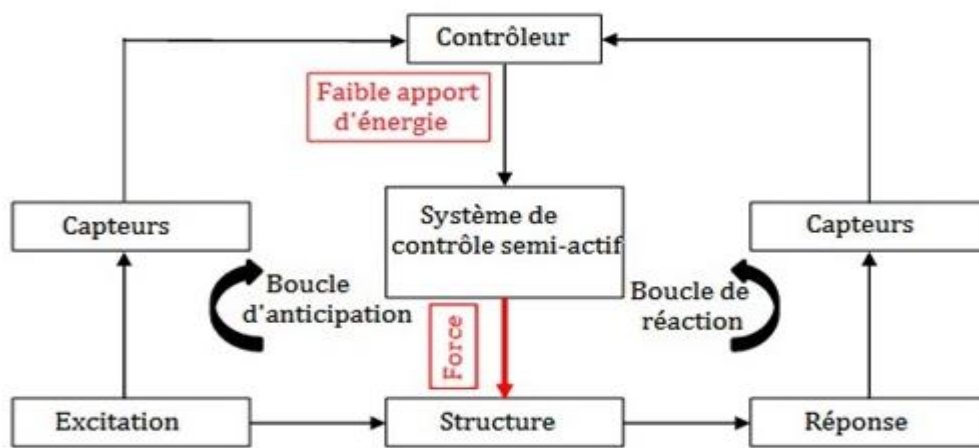 Contrôleur
Faible apport
d'énergie
Capteurs
Système de
contrôle semi-actif
Capteurs
Boucle
d'anticipation
Boucle de
réaction
Force
Excitation
Structure
Réponse